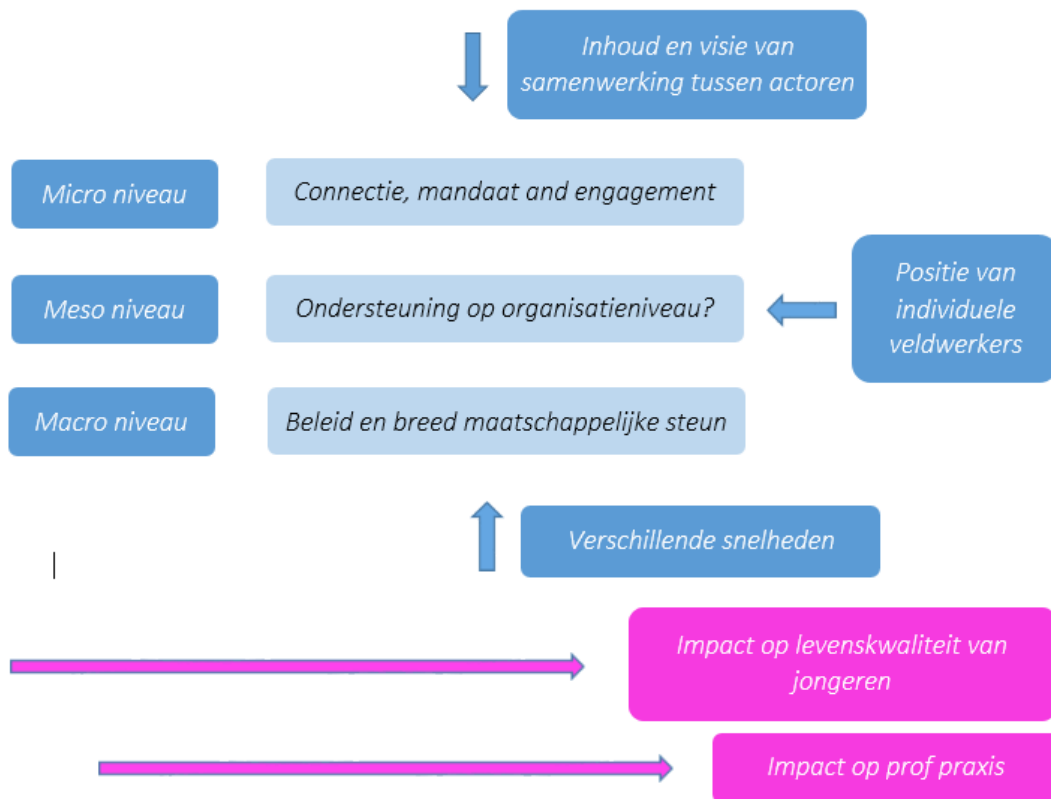 Inhoud en visie van
samenwerking tussen actoren
Micro niveau
Connectie, mandaat and engagement
Meso niveau
Ondersteuning op organisatieniveau?
Positie van
individuele
veldwerkers
Macro niveau
Beleid en breed maatschappelijke steun
Verschillende snelheden
Impact op levenskwaliteit van
jongeren
Impact op prof praxis